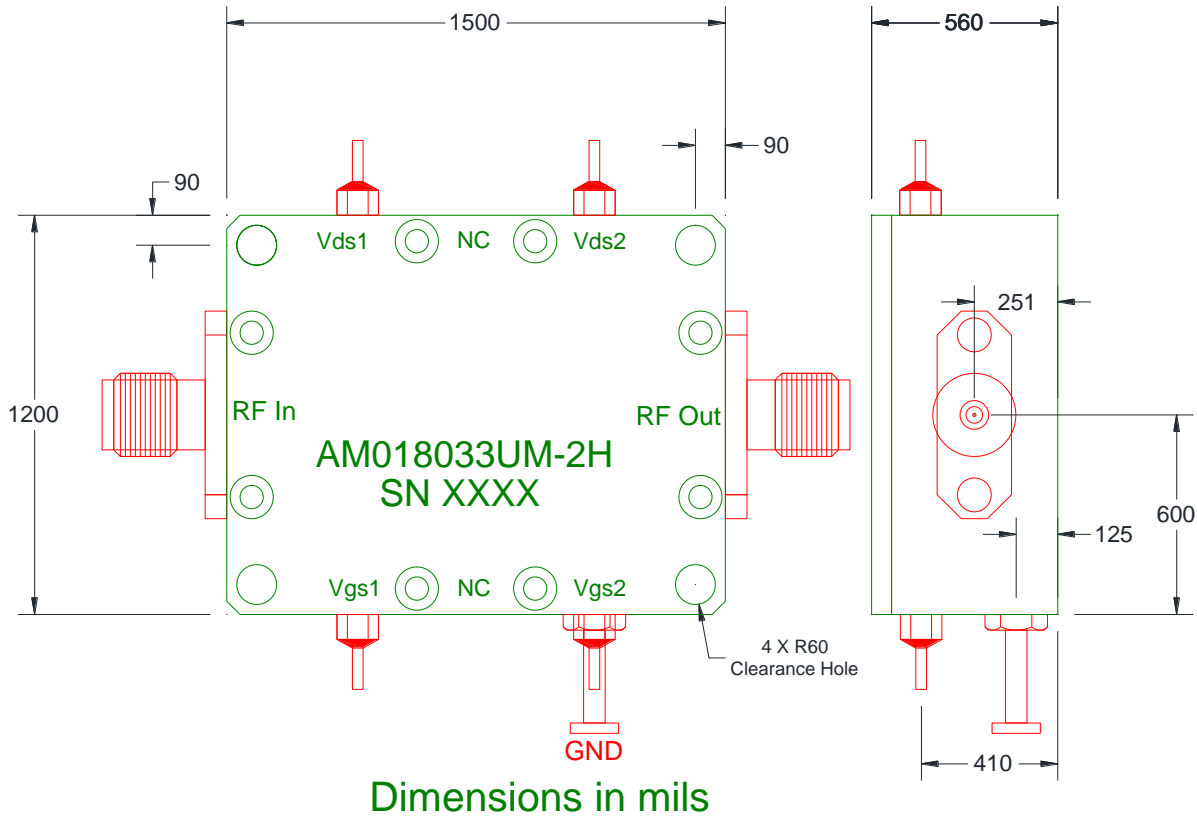 1500
560
90
90
Vds1
NC
Vds2
251
1200
RF In
RF Out
AM018033UM-2H
SN XXXX
600
125
Vgs1
NC
Vgs2
4 X R60
Clearance Hole
GND
410
Dimensions in mils